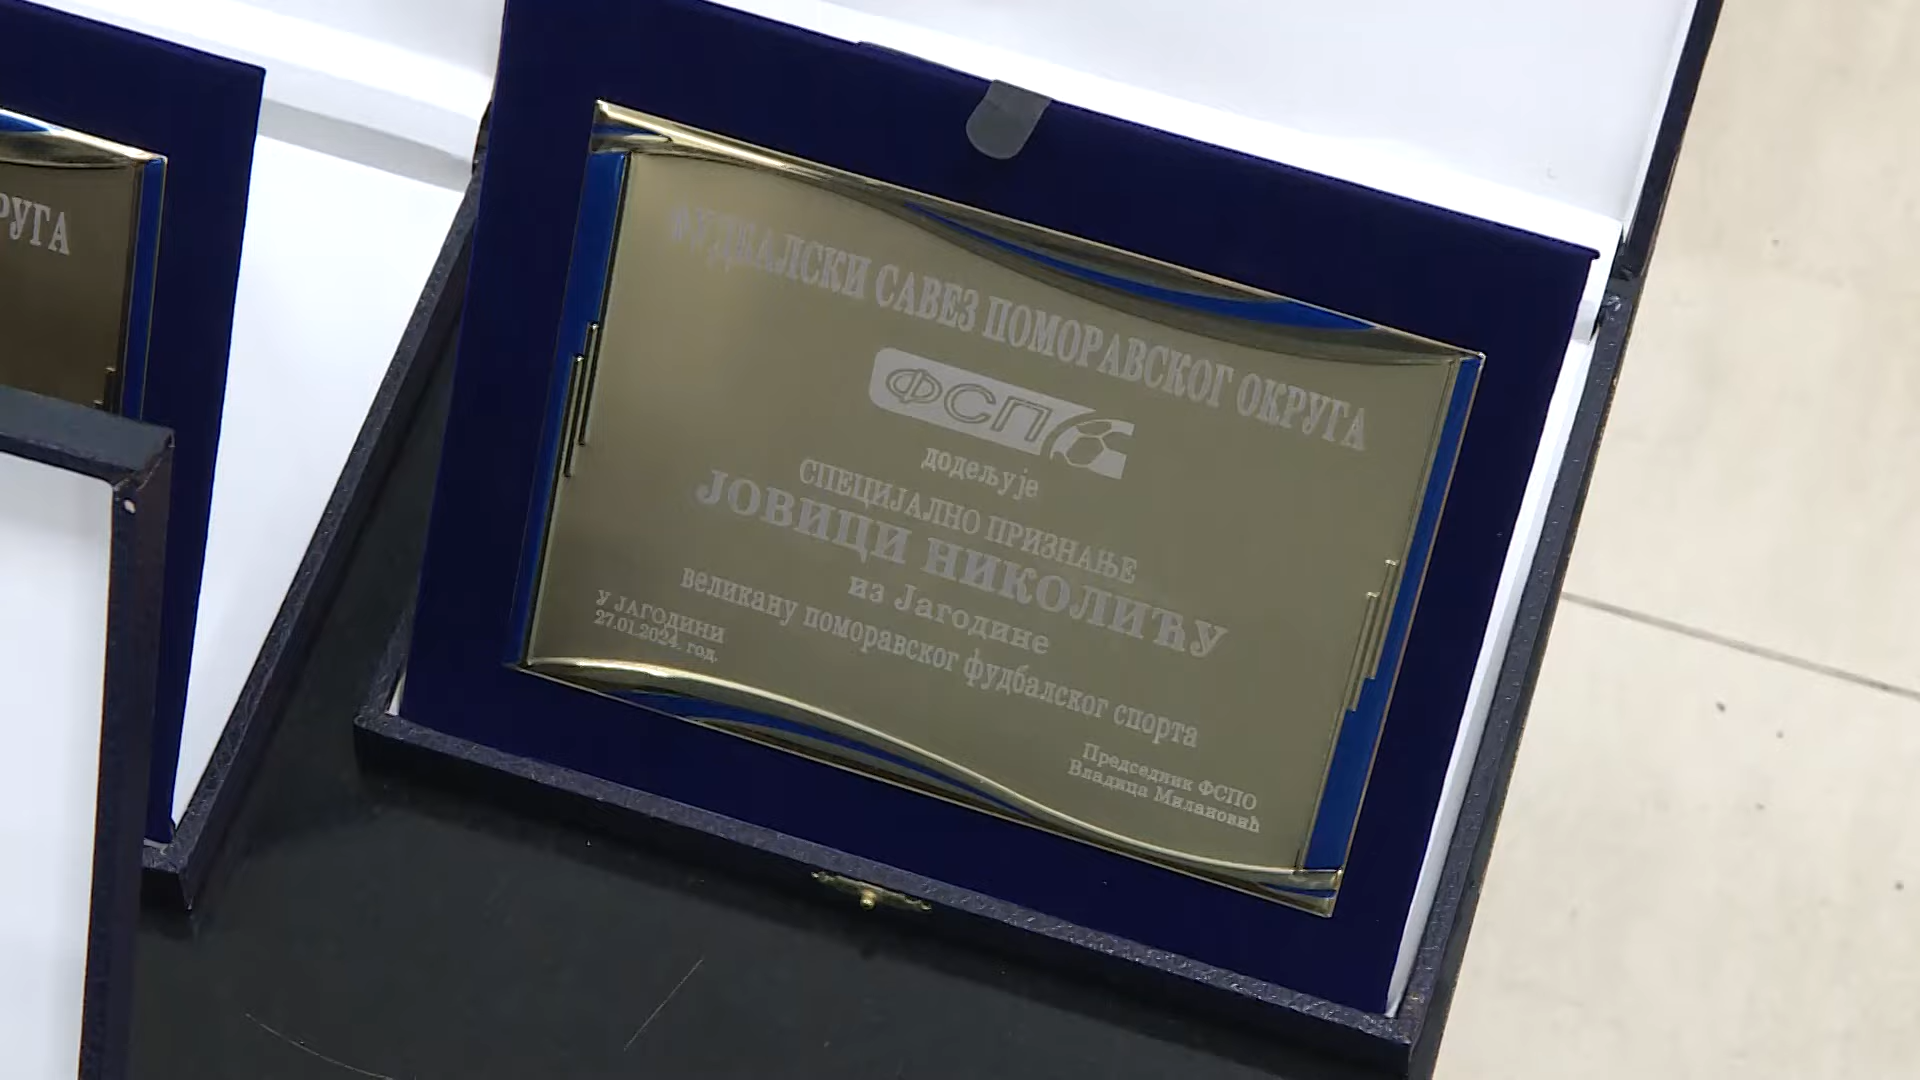 РУГА
ФУДБАЛСКИ САВЕЗ ПОМОРАВСКОГ ОКРУГА
ФСП
додељује
СПЕЦИЈАЛНО ПРИЗНАЊЕ
ЈОВИЦИ НИКОЛИЋУ
из Јагодине
великану поморавског фудбалског спорта
У ЈАГОДИНИ
27.01.2024. год.
Председник ФСПО
Владица Милановић